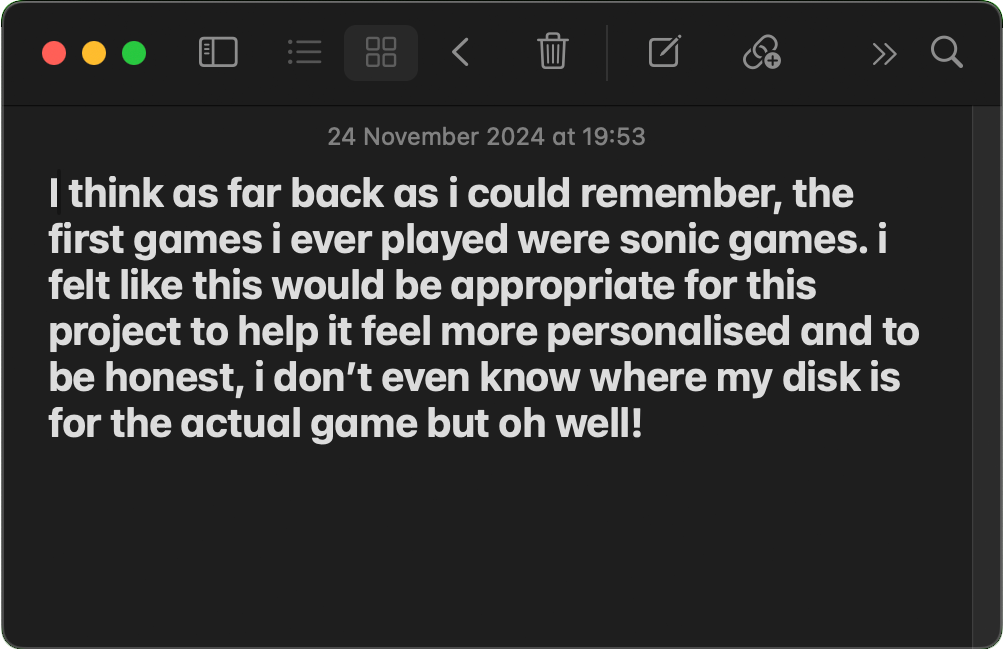 24 November 2024 at 19:53
I think as far back as i could remember, the
first games i ever played were sonic games. i
felt like this would be appropriate for this
project to help it feel more personalised and to
be honest, i don’t even know where my disk is
for the actual game but oh well!